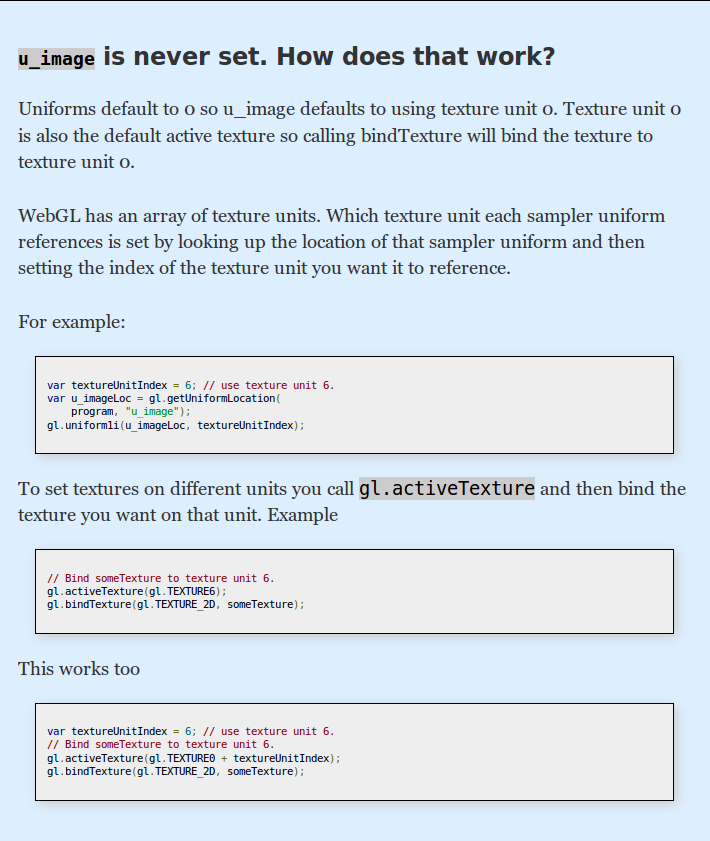 u_image is never set. How does that work?
Uniforms default to 0 so u_image defaults to using texture unit 0. Texture unit 0
is also the default active texture so calling bindTexture will bind the texture to
texture unit 0.
WebGL has an array of texture units. Which texture unit each sampler uniform
references is set by looking up the location of that sampler uniform and then
setting the index of the texture unit you want it to reference.
For example:
var textureUnitIndex = 6; // use texture unit 6.
var u_imageLoc = gl.getUniformLocation(
    program, "u_image");
gl.uniform1i(u_imageLoc, textureUnitIndex);
To set textures on different units you call gl.activeTexture and then bind the
texture you want on that unit. Example
// Bind someTexture to texture unit 6.
gl.activeTexture(gl.TEXTURE6);
gl.bindTexture(gl.TEXTURE_2D, someTexture);
This works too
var textureUnitIndex = 6; // use texture unit 6.
// Bind someTexture to texture unit 6.
gl.activeTexture(gl.TEXTURE0 + textureUnitIndex);
gl.bindTexture(gl.TEXTURE_2D, someTexture);